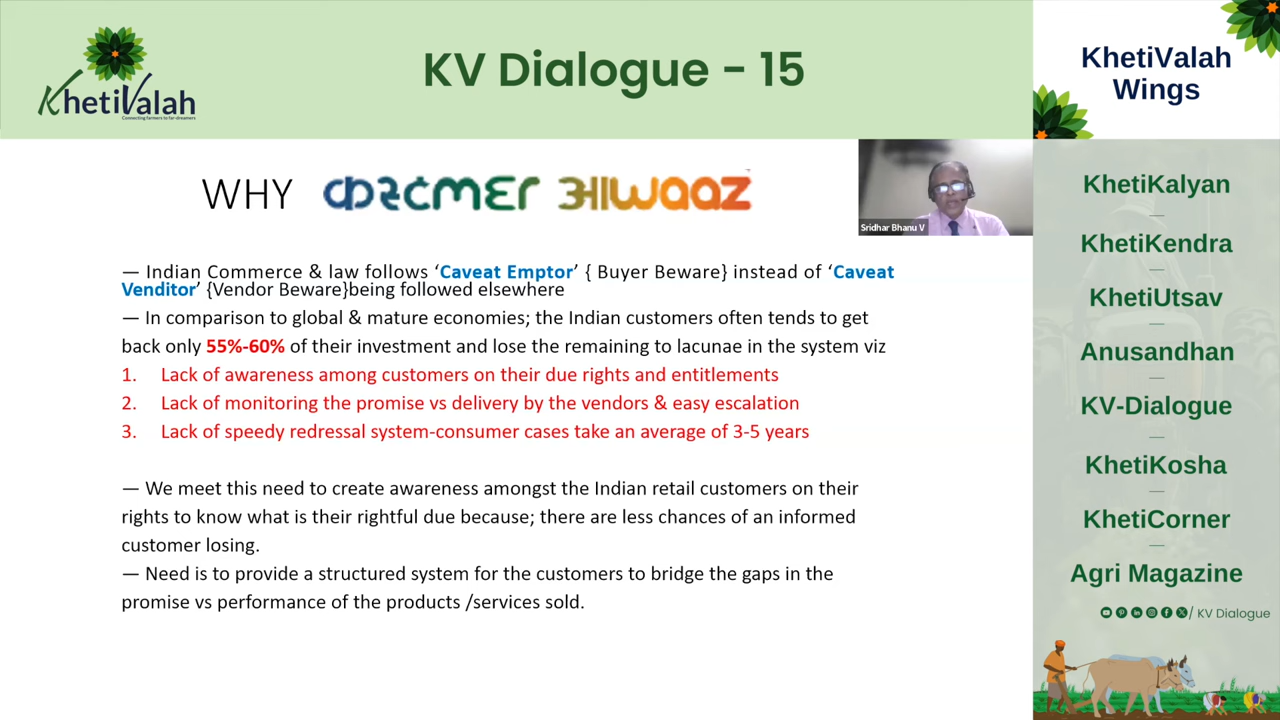 KhetiValah
Connecting farmers to far-dreamers
KV Dialogue - 15
KhetiValah
Wings
WHY कस्टमर आwaaz
Sridhar Bhanu V
— Indian Commerce & law follows ‘Caveat Emptor’ { Buyer Beware} instead of ‘Caveat
Venditor’ {Vendor Beware}being followed elsewhere
— In comparison to global & mature economies; the Indian customers often tends to get
back only 55%-60% of their investment and lose the remaining to lacunae in the system viz
1. Lack of awareness among customers on their due rights and entitlements
2. Lack of monitoring the promise vs delivery by the vendors & easy escalation
3. Lack of speedy redressal system-consumer cases take an average of 3-5 years
— We meet this need to create awareness amongst the Indian retail customers on their
rights to know what is their rightful due because; there are less chances of an informed
customer losing.
— Need is to provide a structured system for the customers to bridge the gaps in the
promise vs performance of the products /services sold.
KhetiKalyan
KhetiKendra
KhetiUtsav
Anusandhan
KV-Dialogue
KhetiKosha
KhetiCorner
Agri Magazine
/ KV Dialogue